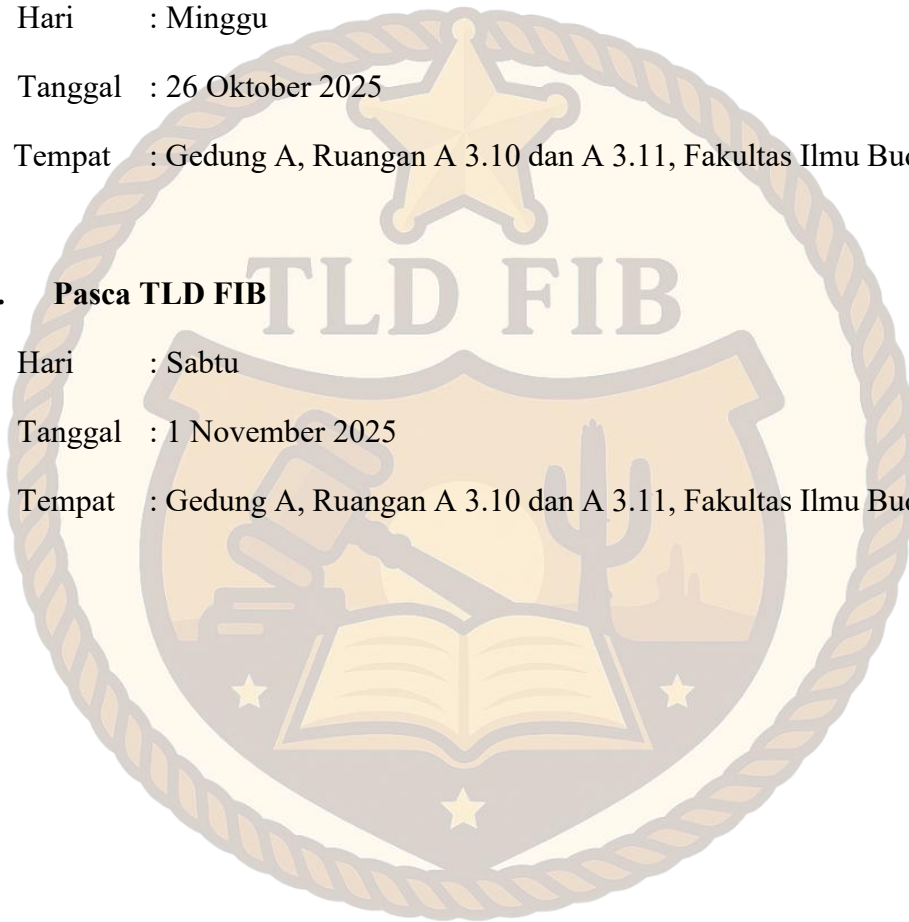 Hari : Minggu
Tanggal : 26 Oktober 2025
Tempat : Gedung A, Ruangan A 3.10 dan A 3.11, Fakultas Ilmu
. Pasca TLD FIB
TLD FIB
Hari : Sabtu
Tanggal : 1 November 2025
Tempat : Gedung A, Ruangan A 3.10 dan A 3.11, Fakultas Ilmu